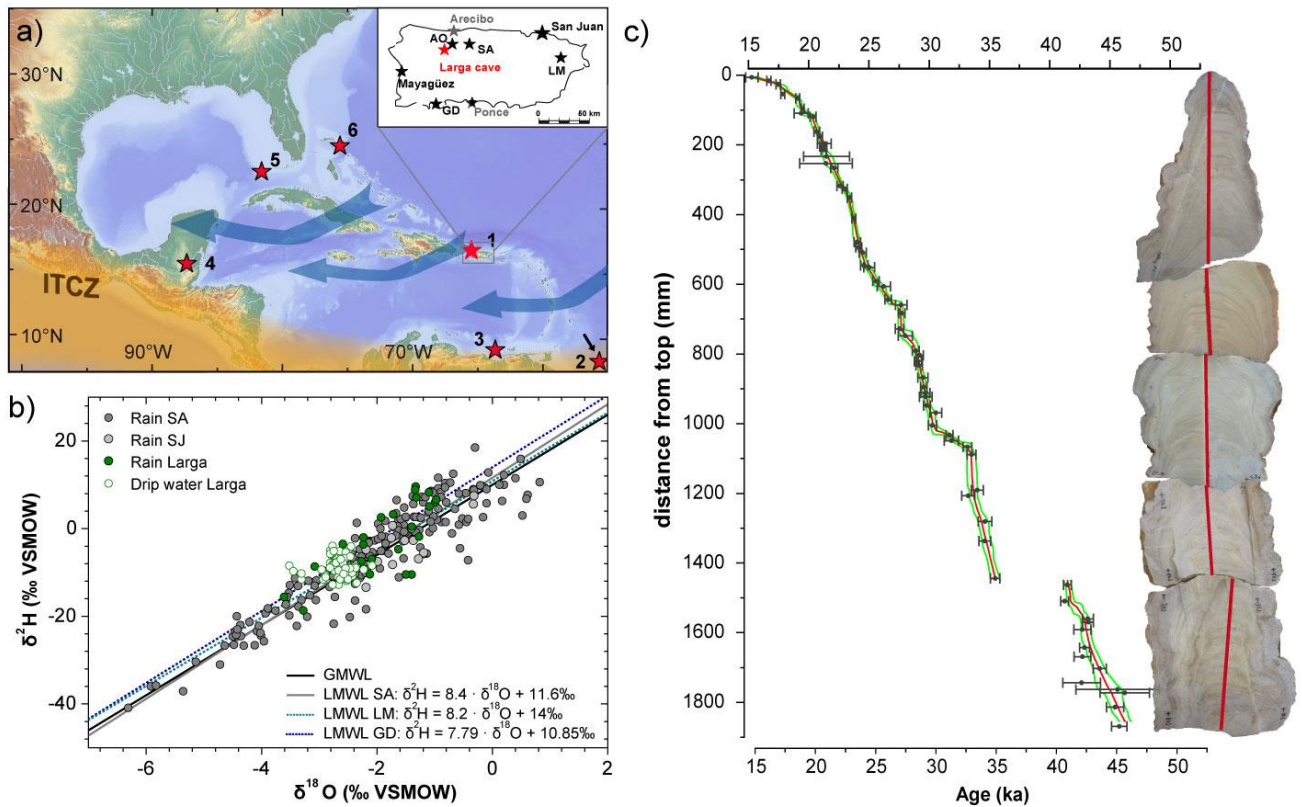 a)
30°N
20°N
10°N
90°W
70°W
ITCZ
1
2
3
4
5
6
Arecibo
San Juan
AO
SA
Larga cave
LM
Mayagüez
GD
Ponce
0
50 km
b)
Rain SA
Rain SJ
Rain Larga
Drip water Larga
GMWL
LMWL SA: δ²H = 8.4 · δ¹⁸O + 11.6‰
LMWL LM: δ²H = 8.2 · δ¹⁸O + 14‰
LMWL GD: δ²H = 7.79 · δ¹⁸O + 10.85‰
δ²H (‰ VSMOW)
20
0
-20
-40
-6 -4 -2 0 2
δ¹⁸O (‰ VSMOW)
c)
15 20 25 30 35 40 45 50
distance from top (mm)
0
200
400
600
800
1000
1200
1400
1600
1800
15 20 25 30 35 40 45 50
Age (ka)